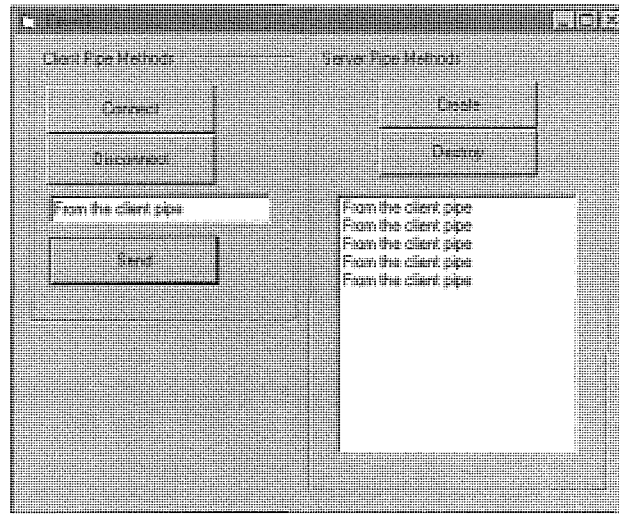 Client Pipe Methods
Connect
Disconnect
From the client pipe
Send
Server Pipe Methods
Create
Destroy
From the client pipe
From the client pipe
From the client pipe
From the client pipe
From the client pipe